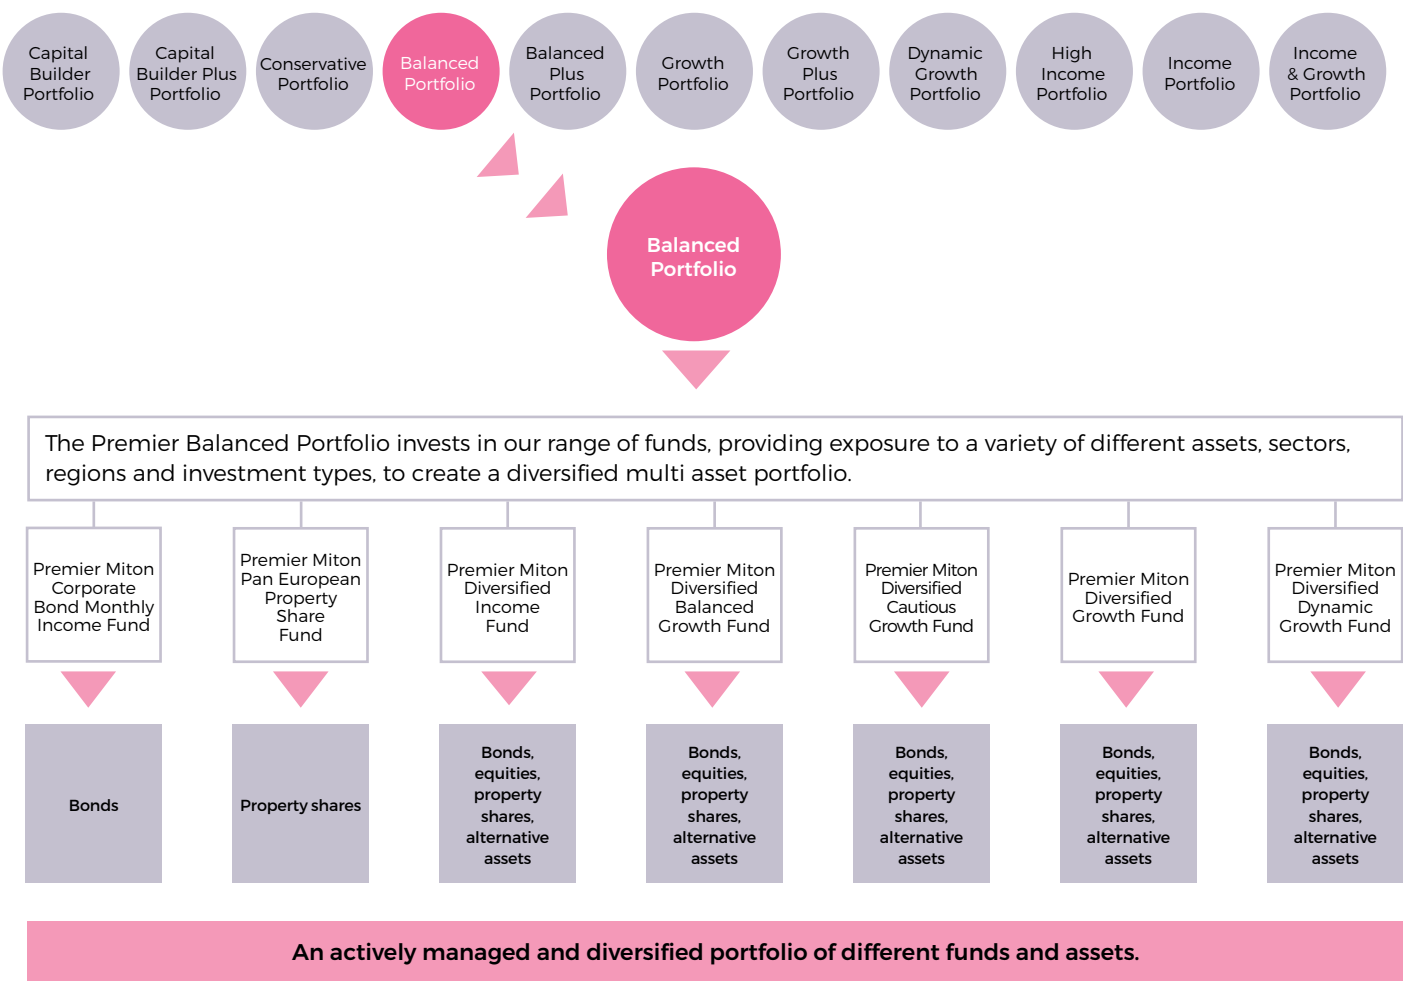 Capital
Builder
Portfolio
Capital
Builder Plus
Portfolio
Conservative
Portfolio
Balanced
Portfolio
Balanced
Plus
Portfolio
Growth
Portfolio
Growth
Plus
Portfolio
Dynamic
Growth
Portfolio
High
Income
Portfolio
Income
Portfolio
Income
& Growth
Portfolio
Balanced
Portfolio
The Premier Balanced Portfolio invests in our range of funds, providing exposure to a variety of different assets, sectors,
regions and investment types, to create a diversified multi asset portfolio.
Premier Miton
Corporate
Bond Monthly
Income Fund
Premier Miton
Pan European
Property
Share
Fund
Premier Miton
Diversified
Income
Fund
Premier Miton
Diversified
Balanced
Growth Fund
Premier Miton
Diversified
Cautious
Growth Fund
Premier Miton
Diversified
Growth Fund
Premier Miton
Diversified
Dynamic
Growth Fund
Bonds
Property shares
Bonds,
equities,
property
shares,
alternative
assets
Bonds,
equities,
property
shares,
alternative
assets
Bonds,
equities,
property
shares,
alternative
assets
Bonds,
equities,
property
shares,
alternative
assets
Bonds,
equities,
property
shares,
alternative
assets
An actively managed and diversified portfolio of different funds and assets.